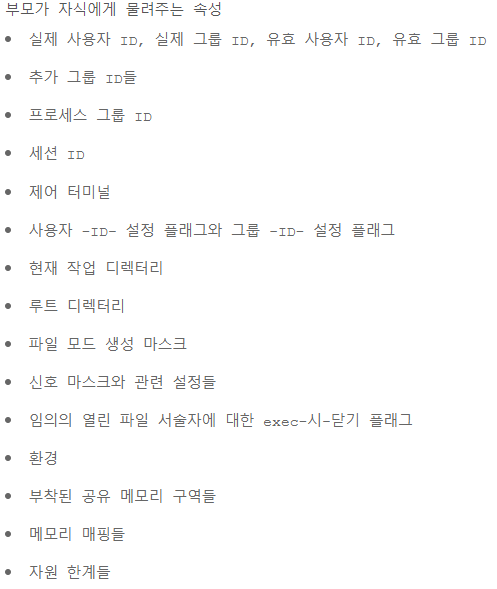 부모가 자식에게 물려주는 속성
• 실제 사용자 ID, 실제 그룹 ID, 유효 사용자 ID, 유효 그룹 ID
• 추가 그룹 ID들
• 프로세스 그룹 ID
• 세션 ID
• 제어 터미널
• 사용자 -ID- 설정 플래그와 그룹 -ID- 설정 플래그
• 현재 작업 디렉터리
• 루트 디렉터리
• 파일 모드 생성 마스크
• 신호 마스크와 관련 설정들
• 임의의 열린 파일 서술자에 대한 exec-시-닫기 플래그
• 환경
• 부착된 공유 메모리 구역들
• 메모리 매핑들
• 자원 한계들